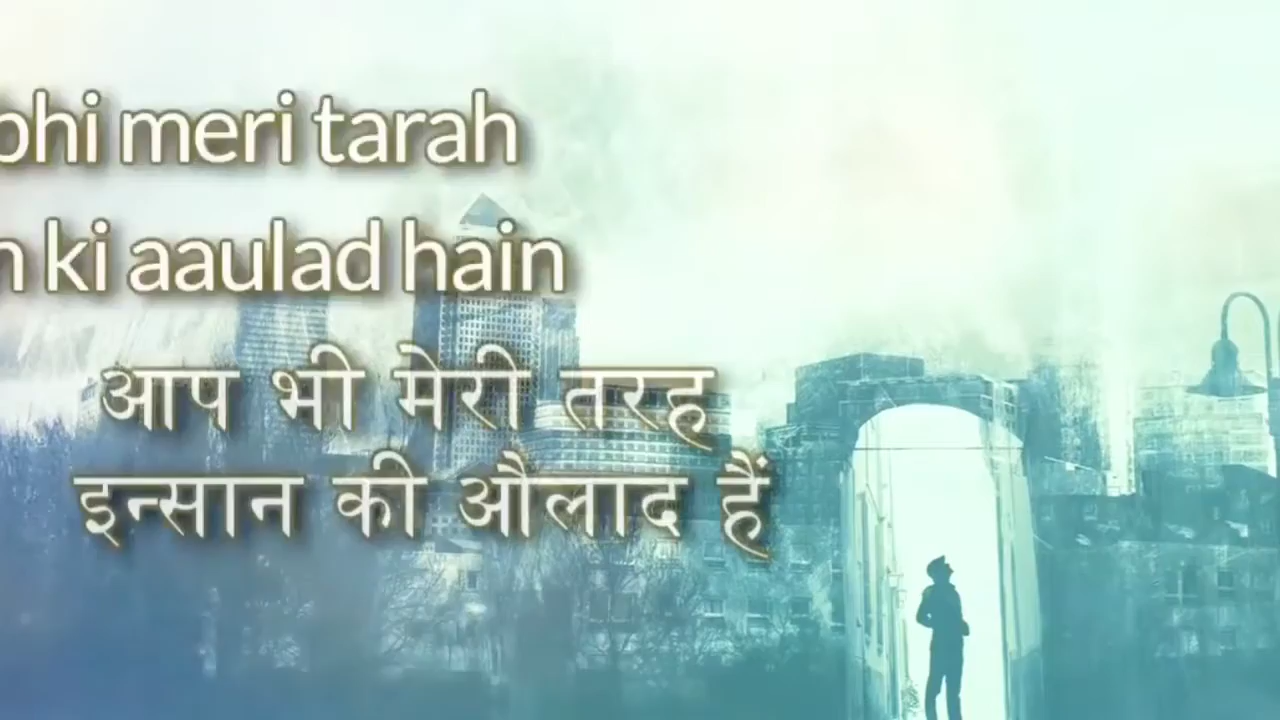 bhi meri tarah
n ki aaulad hain
आप भी मेरी तरह
इन्सान की औलाद हैं